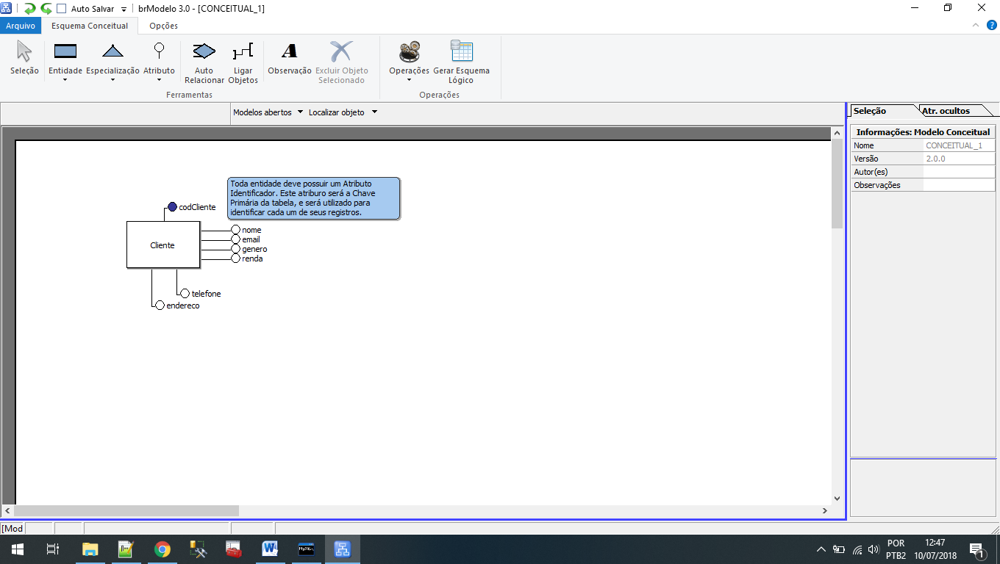 Auto Salvar
brModelo 3.0 - [CONCEITUAL_1]
Arquivo
Esquema Conceitual
Opções
Seleção
Entidade
Especialização
Atributo
Auto
Relacionar
Ligar
Objetos
Observação
Excluir Objeto
Selecionado
Operações
Gerar Esquema
Lógico
Ferramentas
Operações
Modelos abertos
Localizar objeto
Seleção
Atr. ocultos
Informações: Modelo Conceitual
Nome CONCEITUAL_1
Versão 2.0.0
Autor(es)
Observações
Toda entidade deve possuir um Atributo
Identificador. Este atriburo será a Chave
Primária da tabela, e será utilizado para
identificar cada um de seus registros.
codCliente
Cliente
nome
email
genero
renda
telefone
endereco
[Mod
POR
PTB2
12:47
10/07/2018
1